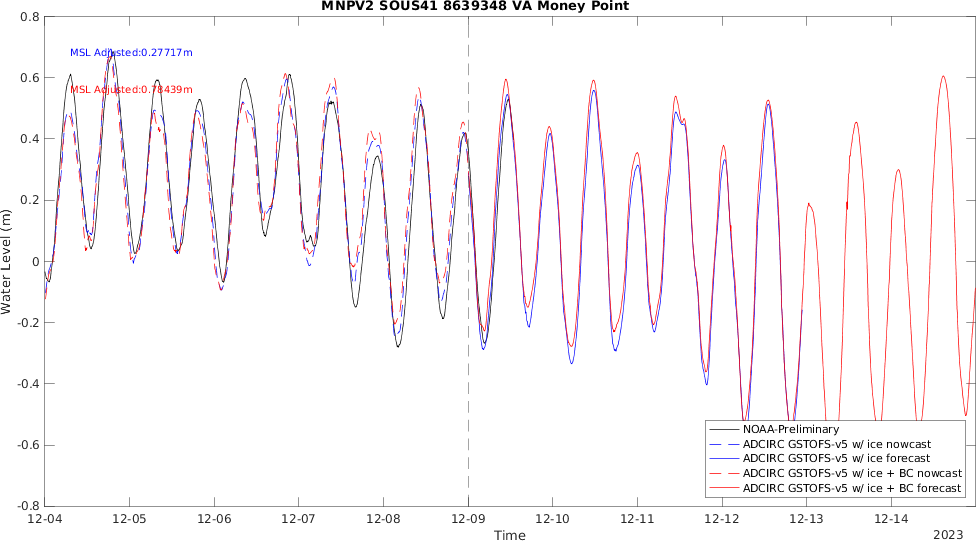 MNPV2 SOUS41 8639348 VA Money Point
0.8
MSL Adjusted:0.27717m
0.6
MSL Adjusted:0.78439m
0.4
0.2
Water Level (m)
0
-0.2
-0.4
-0.6
-0.8
NOAA-Preliminary
ADCIRC GSTOFS-v5 w/ ice nowcast
ADCIRC GSTOFS-v5 w/ ice forecast
ADCIRC GSTOFS-v5 w/ ice + BC nowcast
ADCIRC GSTOFS-v5 w/ ice + BC forecast
12-04 12-05 12-06 12-07 12-08 12-09 12-10 12-11 12-12 12-13 12-14
Time
2023